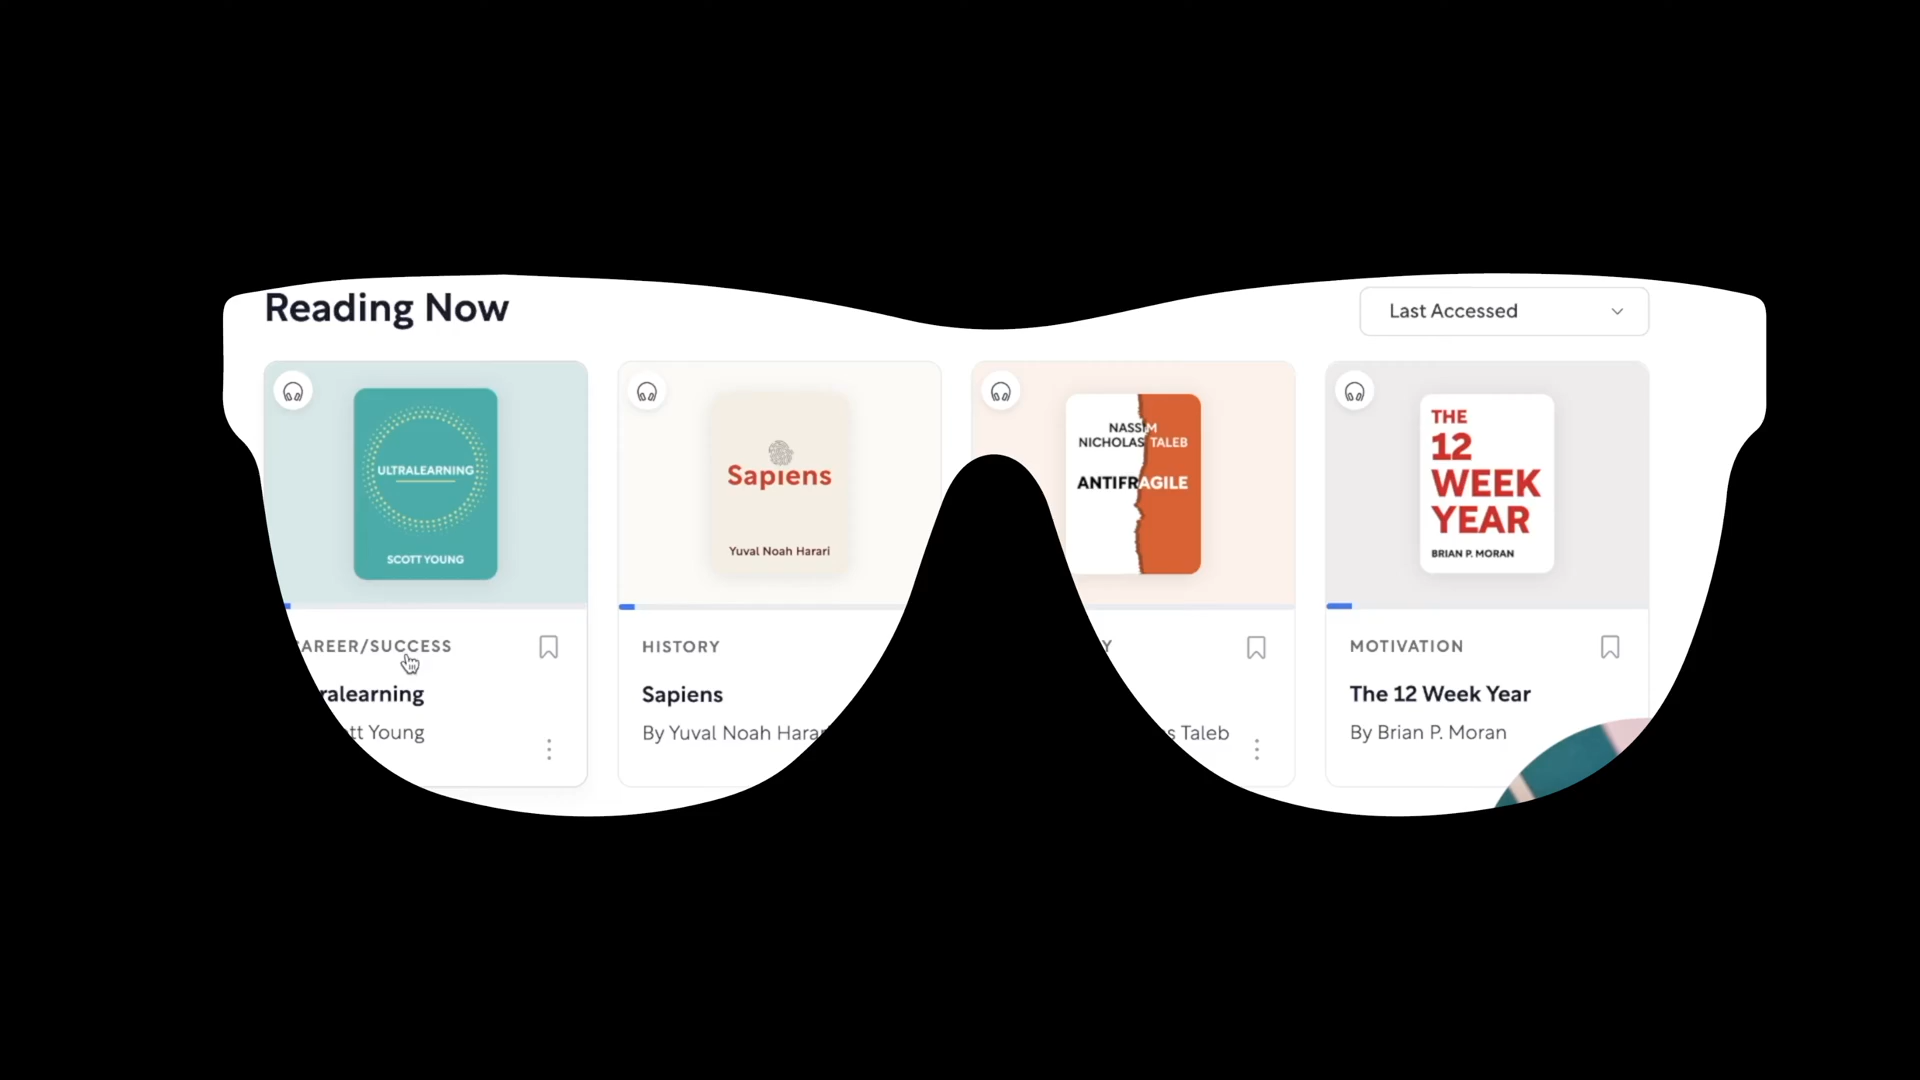 Reading Now
Last Accessed
ULTRALEARNING
SCOTT YOUNG
Sapiens
Yuval Noah Harari
NASSIM
NICHOLAS TALEB
ANTIFRAGILE
THE
12
WEEK
YEAR
BRIAN P. MORAN
AREER/SUCCESS
ralearning
tt Young
HISTORY
Sapiens
By Yuval Noah Harar
Y
s Taleb
MOTIVATION
The 12 Week Year
By Brian P. Moran